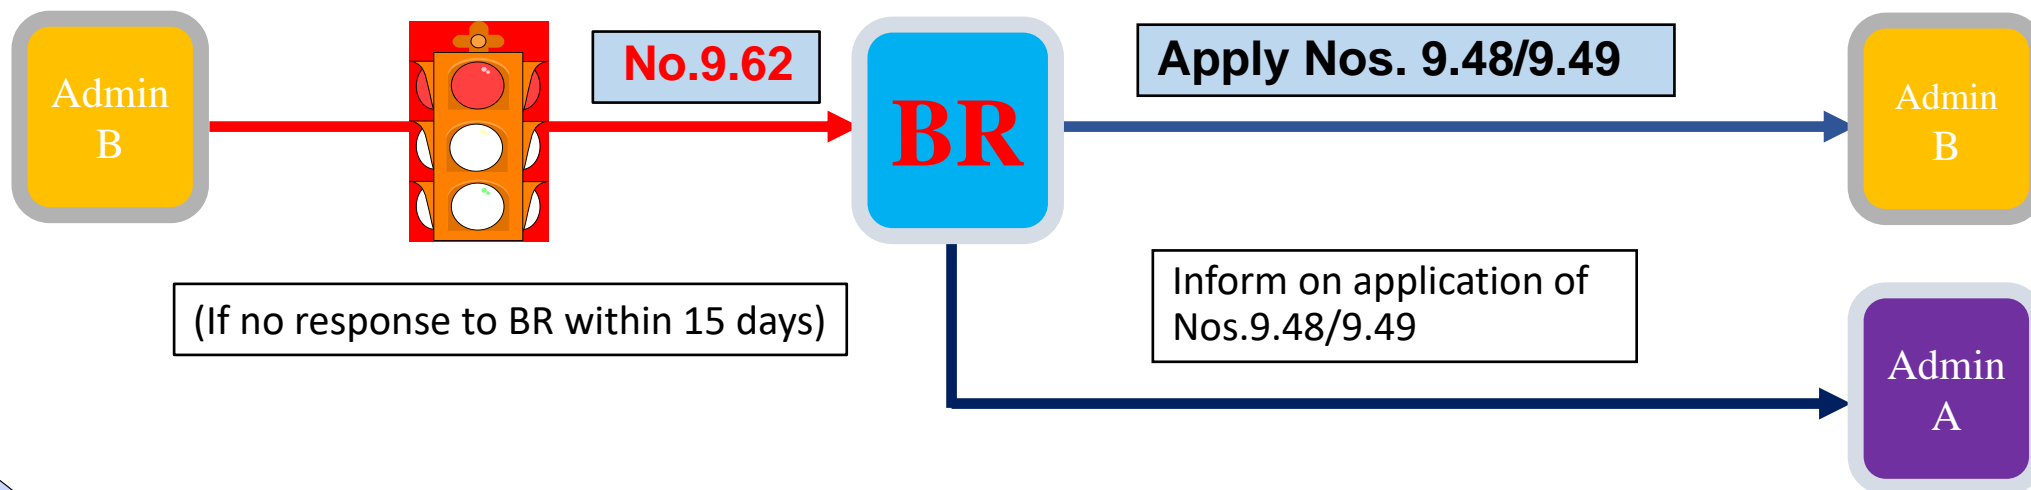 Admin
B
No.9.62
BR
Apply Nos. 9.48/9.49
Admin
B
(If no response to BR within 15 days)
Inform on application of
Nos.9.48/9.49
Admin
A